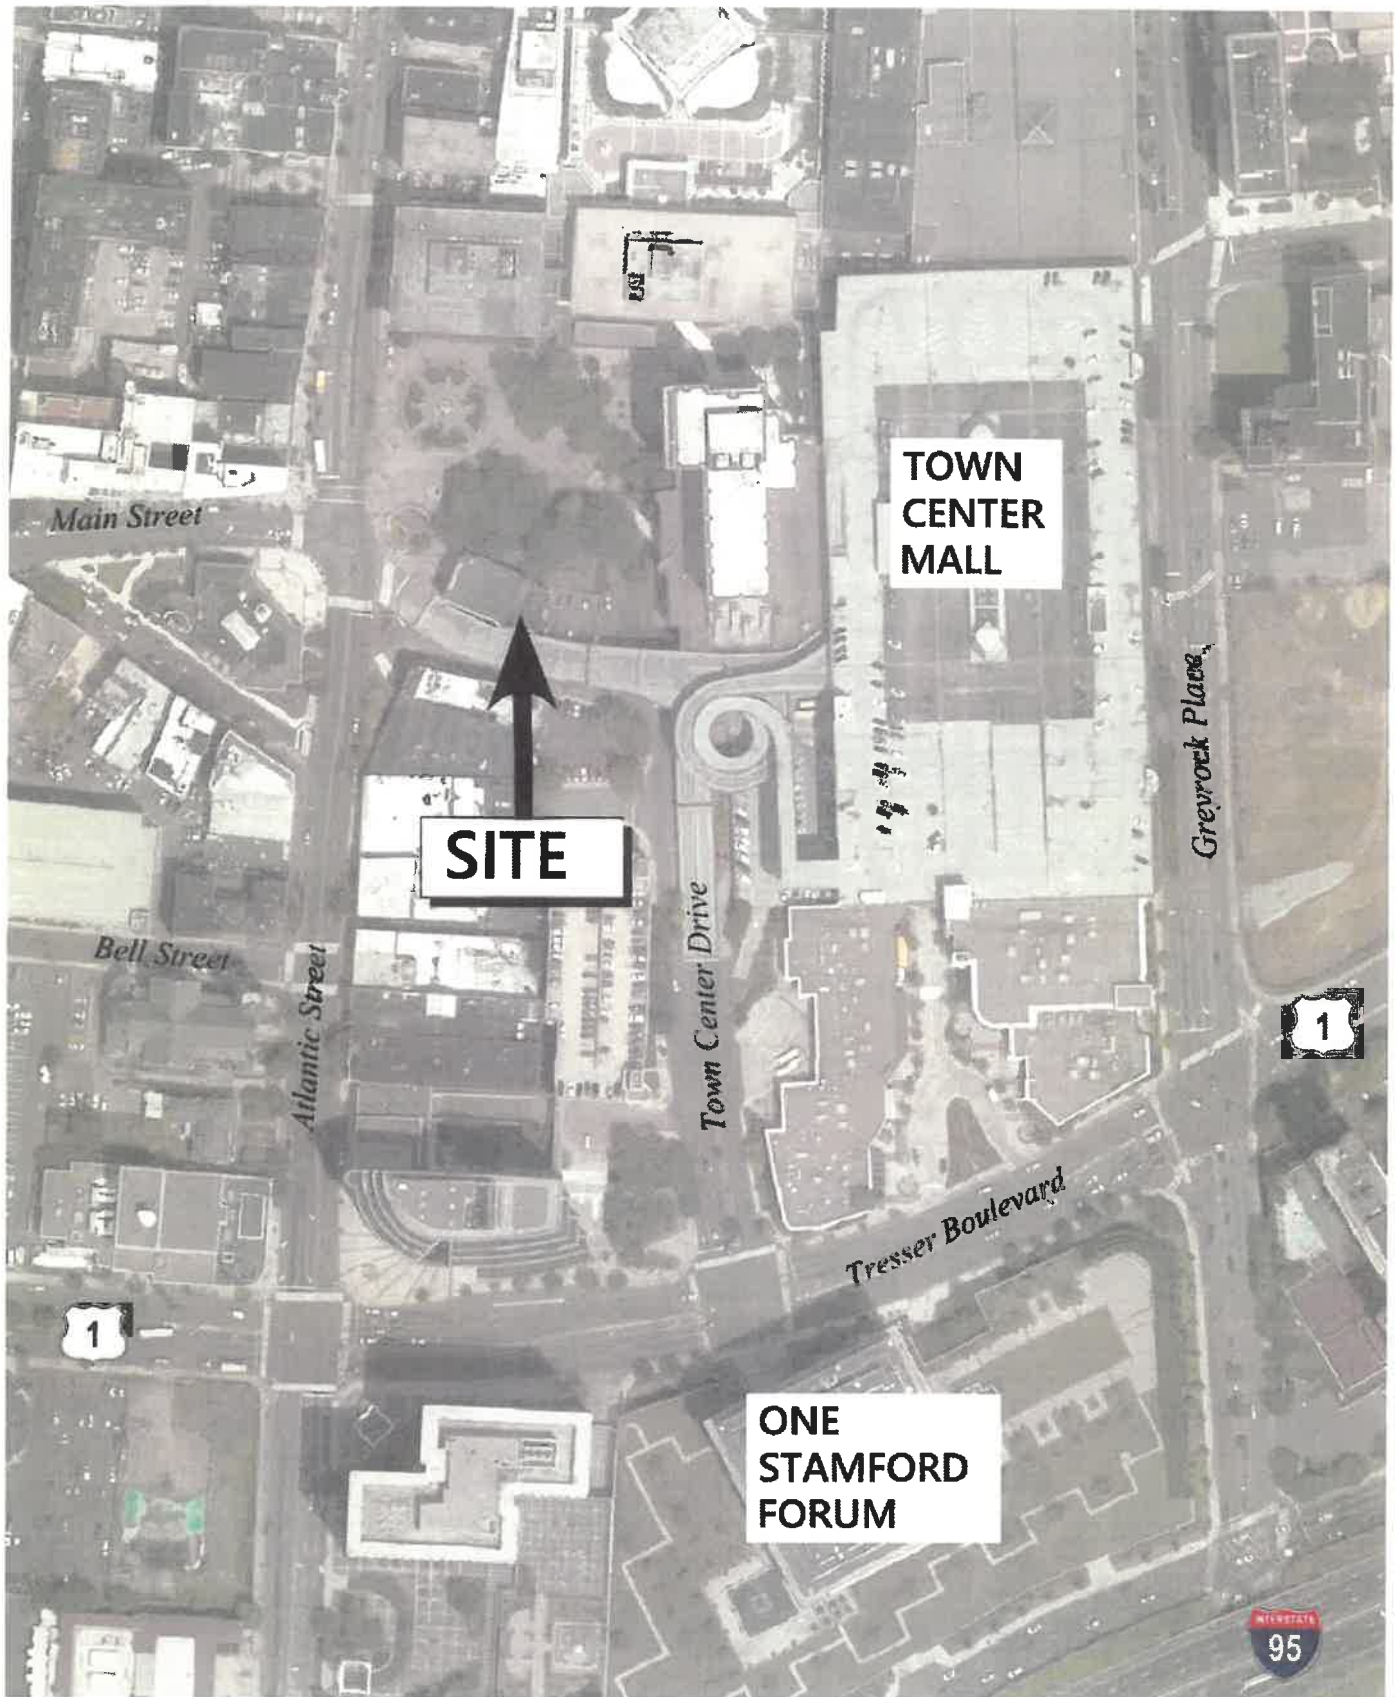 TOWN
CENTER
MALL
Main Street
Greyrock Place
SITE
Bell Street
Atlantic Street
Town Center Drive
1
Tresser Boulevard
1
ONE
STAMFORD
FORUM
INTERSTATE
95